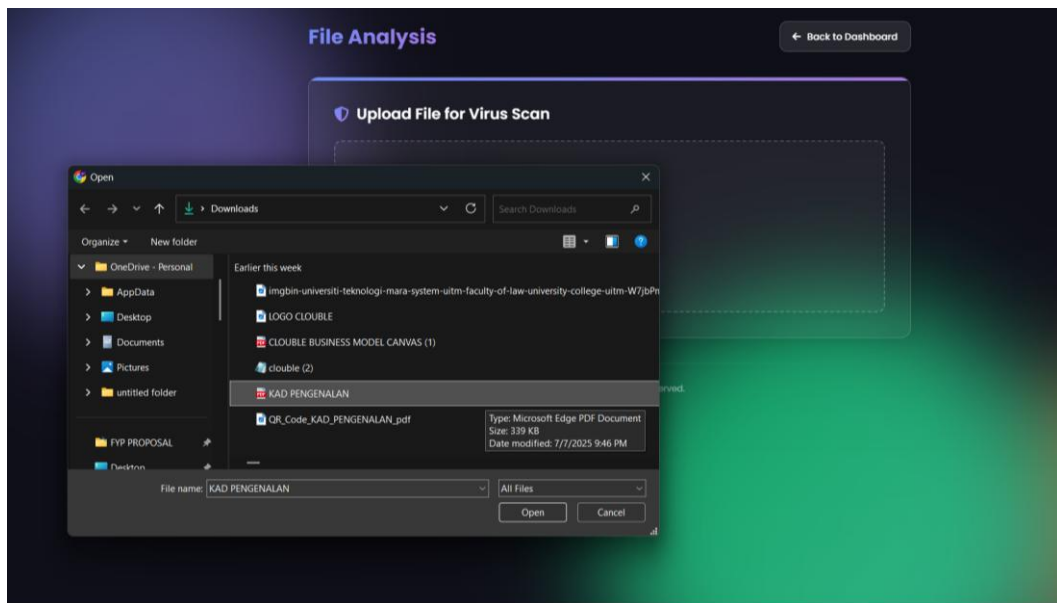 File Analysis
← Back to Dashboard
Upload File for Virus Scan
Open
Downloads
Search Downloads
Organize
New folder
OneDrive - Personal
AppData
Desktop
Documents
Pictures
untitled folder
FYP PROPOSAL
Desktop
Earlier this week
imgbin-universiti-teknologi-mara-system-uitm-faculty-of-law-university-college-uitm-W7jbPn
LOGO CLOUBLE
CLOUBLE BUSINESS MODEL CANVAS (1)
clouble (2)
KAD PENGENALAN
QR_Code_KAD_PENGENALAN_pdf
Type: Microsoft Edge PDF Document
Size: 339 KB
Date modified: 7/7/2025 9:46 PM
erved.
File name: KAD PENGENALAN
All Files
Open
Cancel